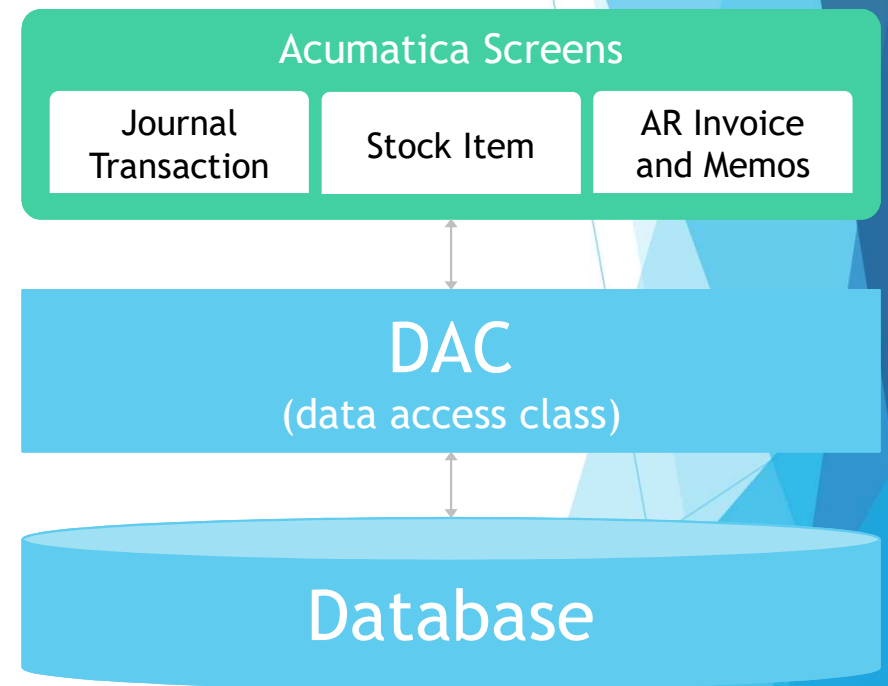 Acumatica Screens
Journal
Transaction
Stock Item
AR Invoice
and Memos
DAC
(data access class)
Database